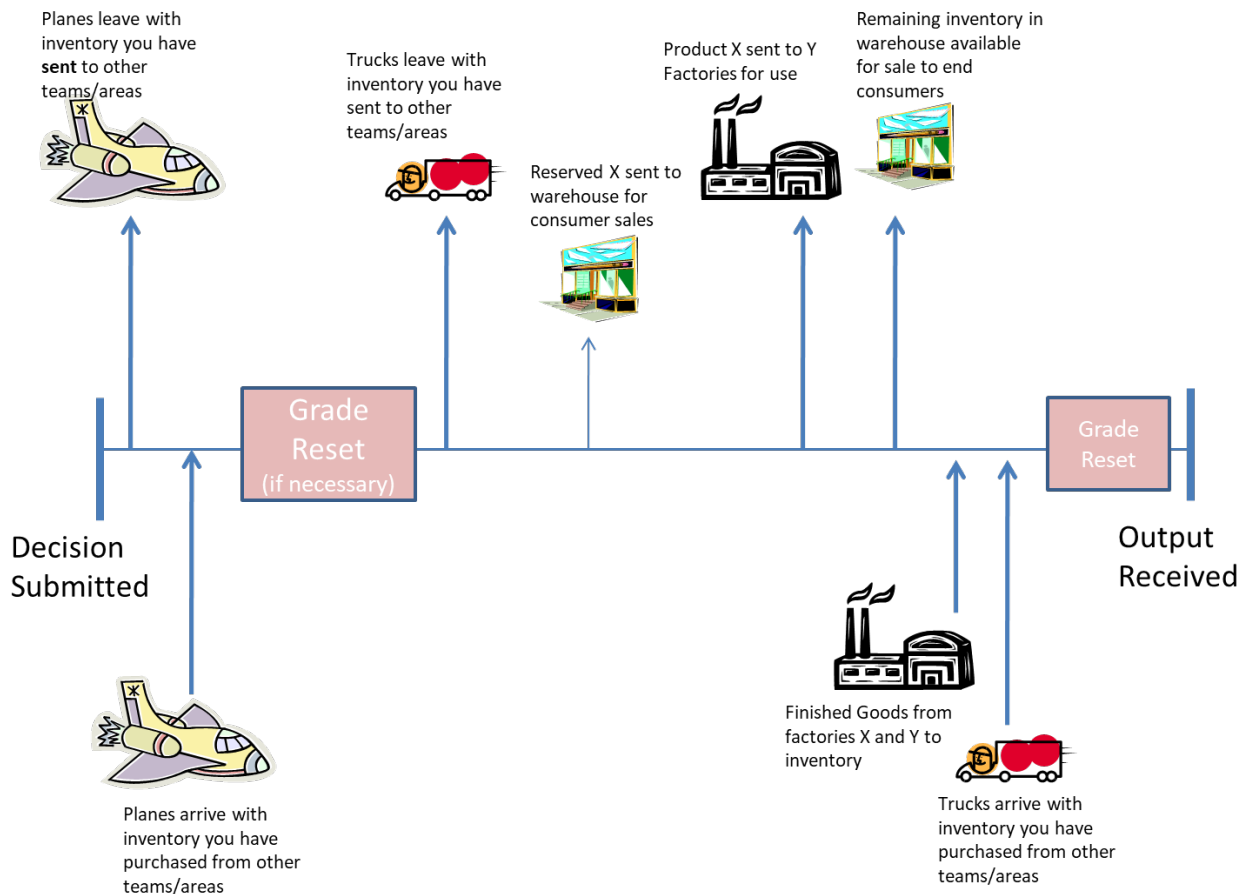 Planes leave with
inventory you have
sent to other
teams/areas
Trucks leave with
inventory you have
sent to other
teams/areas
Reserved X sent to
warehouse for
consumer sales
Product X sent to Y
Factories for use
Remaining inventory in
warehouse available
for sale to end
consumers
Grade
Reset
(if necessary)
Grade
Reset
Decision
Submitted
Output
Received
Planes arrive with
inventory you have
purchased from other
teams/areas
Finished Goods from
factories X and Y to
inventory
Trucks arrive with
inventory you have
purchased from other
teams/areas